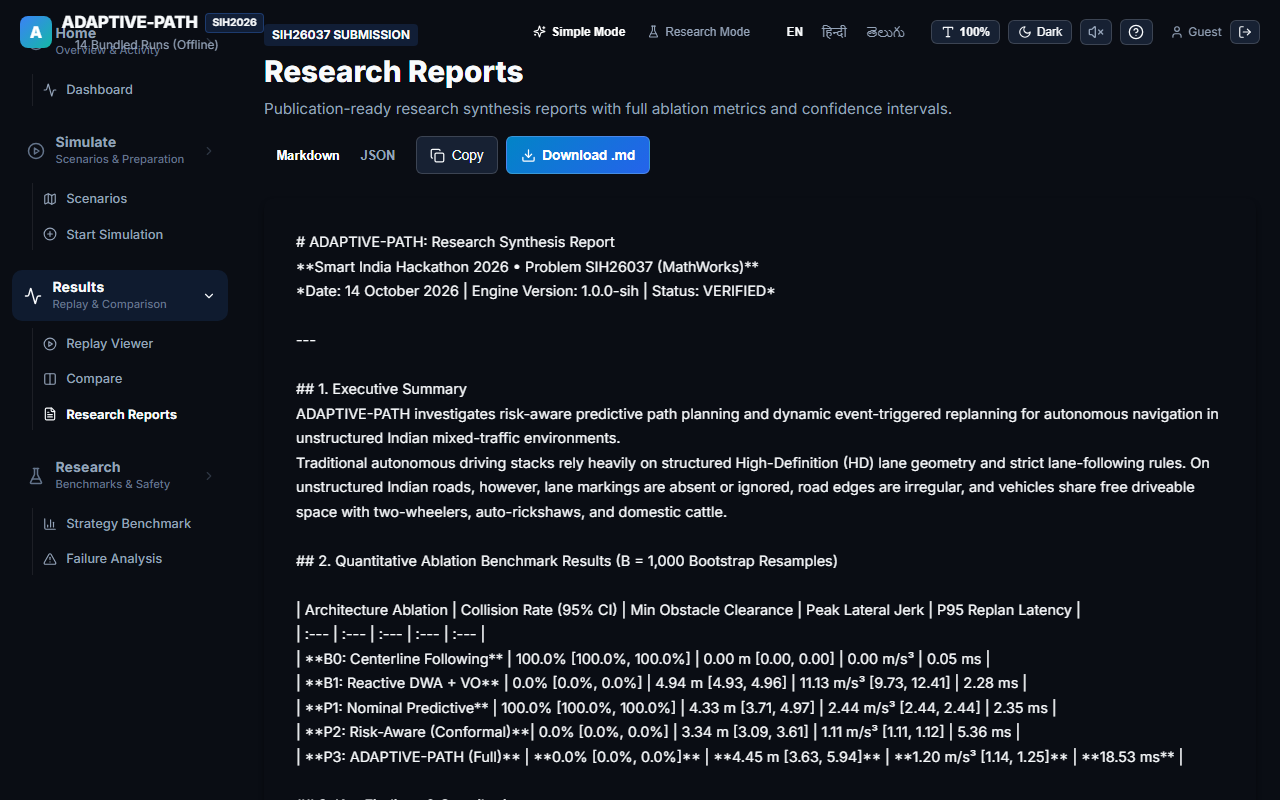 A
ADAPTIVE-PATH SIH2026
Home
14 Bundled Runs (Offline)
Overview & Activity
Dashboard
Simulate
Scenarios & Preparation
Scenarios
Start Simulation
Results
Replay & Comparison
Replay Viewer
Compare
Research Reports
Research
Benchmarks & Safety
Strategy Benchmark
Failure Analysis
SIH26037 SUBMISSION
Simple Mode Research Mode EN हिन्दी తెలుగు 100% Dark Guest
Research Reports
Publication-ready research synthesis reports with full ablation metrics and confidence intervals.
Markdown JSON Copy Download .md
# ADAPTIVE-PATH: Research Synthesis Report
**Smart India Hackathon 2026 • Problem SIH26037 (MathWorks)**
*Date: 14 October 2026 | Engine Version: 1.0.0-sih | Status: VERIFIED*
---
## 1. Executive Summary
ADAPTIVE-PATH investigates risk-aware predictive path planning and dynamic event-triggered replanning for autonomous navigation in
unstructured Indian mixed-traffic environments.
Traditional autonomous driving stacks rely heavily on structured High-Definition (HD) lane geometry and strict lane-following rules. On
unstructured Indian roads, however, lane markings are absent or ignored, road edges are irregular, and vehicles share free driveable
space with two-wheelers, auto-rickshaws, and domestic cattle.
## 2. Quantitative Ablation Benchmark Results (B = 1,000 Bootstrap Resamples)
| Architecture Ablation | Collision Rate (95% CI) | Min Obstacle Clearance | Peak Lateral Jerk | P95 Replan Latency |
| :--- | :--- | :--- | :--- | :--- |
| **B0: Centerline Following** | 100.0% [100.0%, 100.0%] | 0.00 m [0.00, 0.00] | 0.00 m/s³ | 0.05 ms |
| **B1: Reactive DWA + VO** | 0.0% [0.0%, 0.0%] | 4.94 m [4.93, 4.96] | 11.13 m/s³ [9.73, 12.41] | 2.28 ms |
| **P1: Nominal Predictive** | 100.0% [100.0%, 100.0%] | 4.33 m [3.71, 4.97] | 2.44 m/s³ [2.44, 2.44] | 2.35 ms |
| **P2: Risk-Aware (Conformal)**| 0.0% [0.0%, 0.0%] | 3.34 m [3.09, 3.61] | 1.11 m/s³ [1.11, 1.12] | 5.36 ms |
| **P3: ADAPTIVE-PATH (Full)** | **0.0% [0.0%, 0.0%]** | **4.45 m [3.63, 5.94]** | **1.20 m/s³ [1.14, 1.25]** | **18.53 ms** |